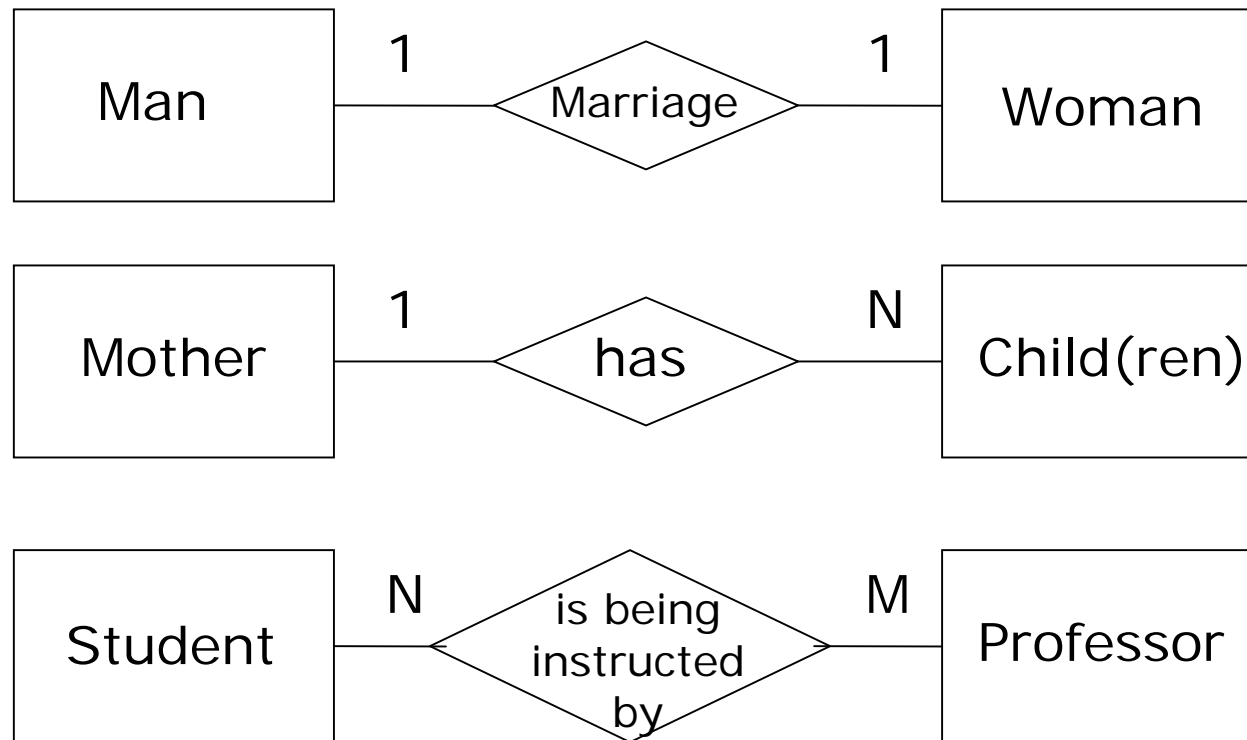 Man 1 Marriage 1 Woman
Mother 1 has N Child(ren)
Student N is being instructed by M Professor